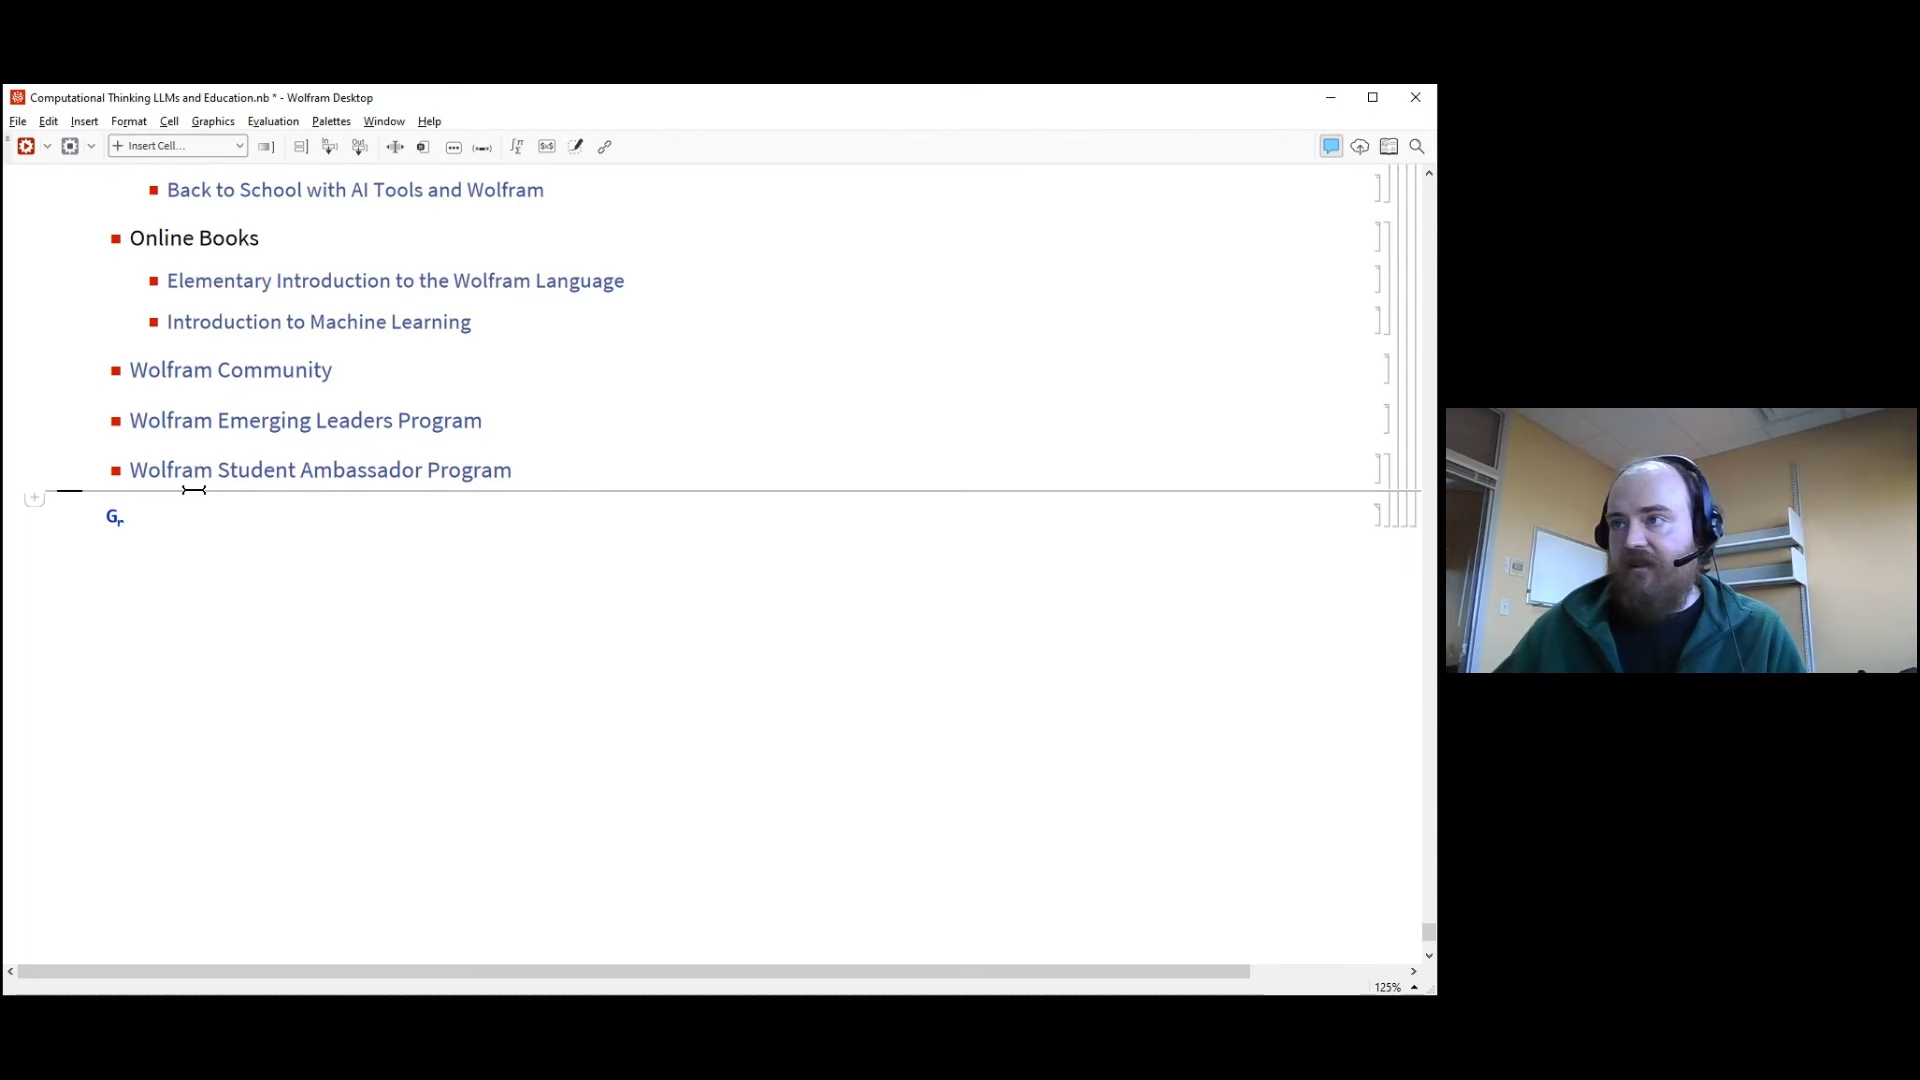 Computational Thinking LLMs and Education.nb * - Wolfram Desktop
File Edit Insert Format Cell Graphics Evaluation Palettes Window Help
Insert Cell...
Back to School with AI Tools and Wolfram
Online Books
Elementary Introduction to the Wolfram Language
Introduction to Machine Learning
Wolfram Community
Wolfram Emerging Leaders Program
Wolfram Student Ambassador Program
Gr
125%